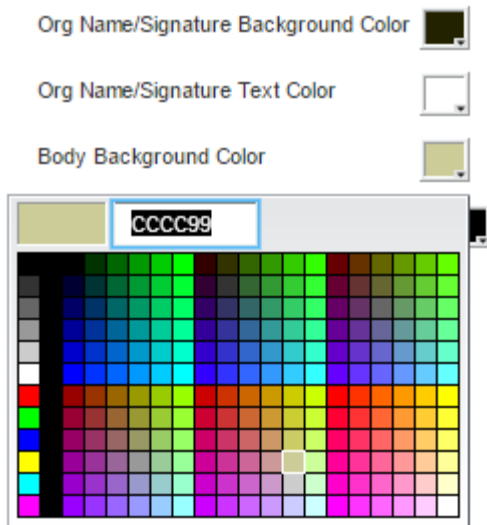 Org Name/Signature Background Color
Org Name/Signature Text Color
Body Background Color
CCCC99